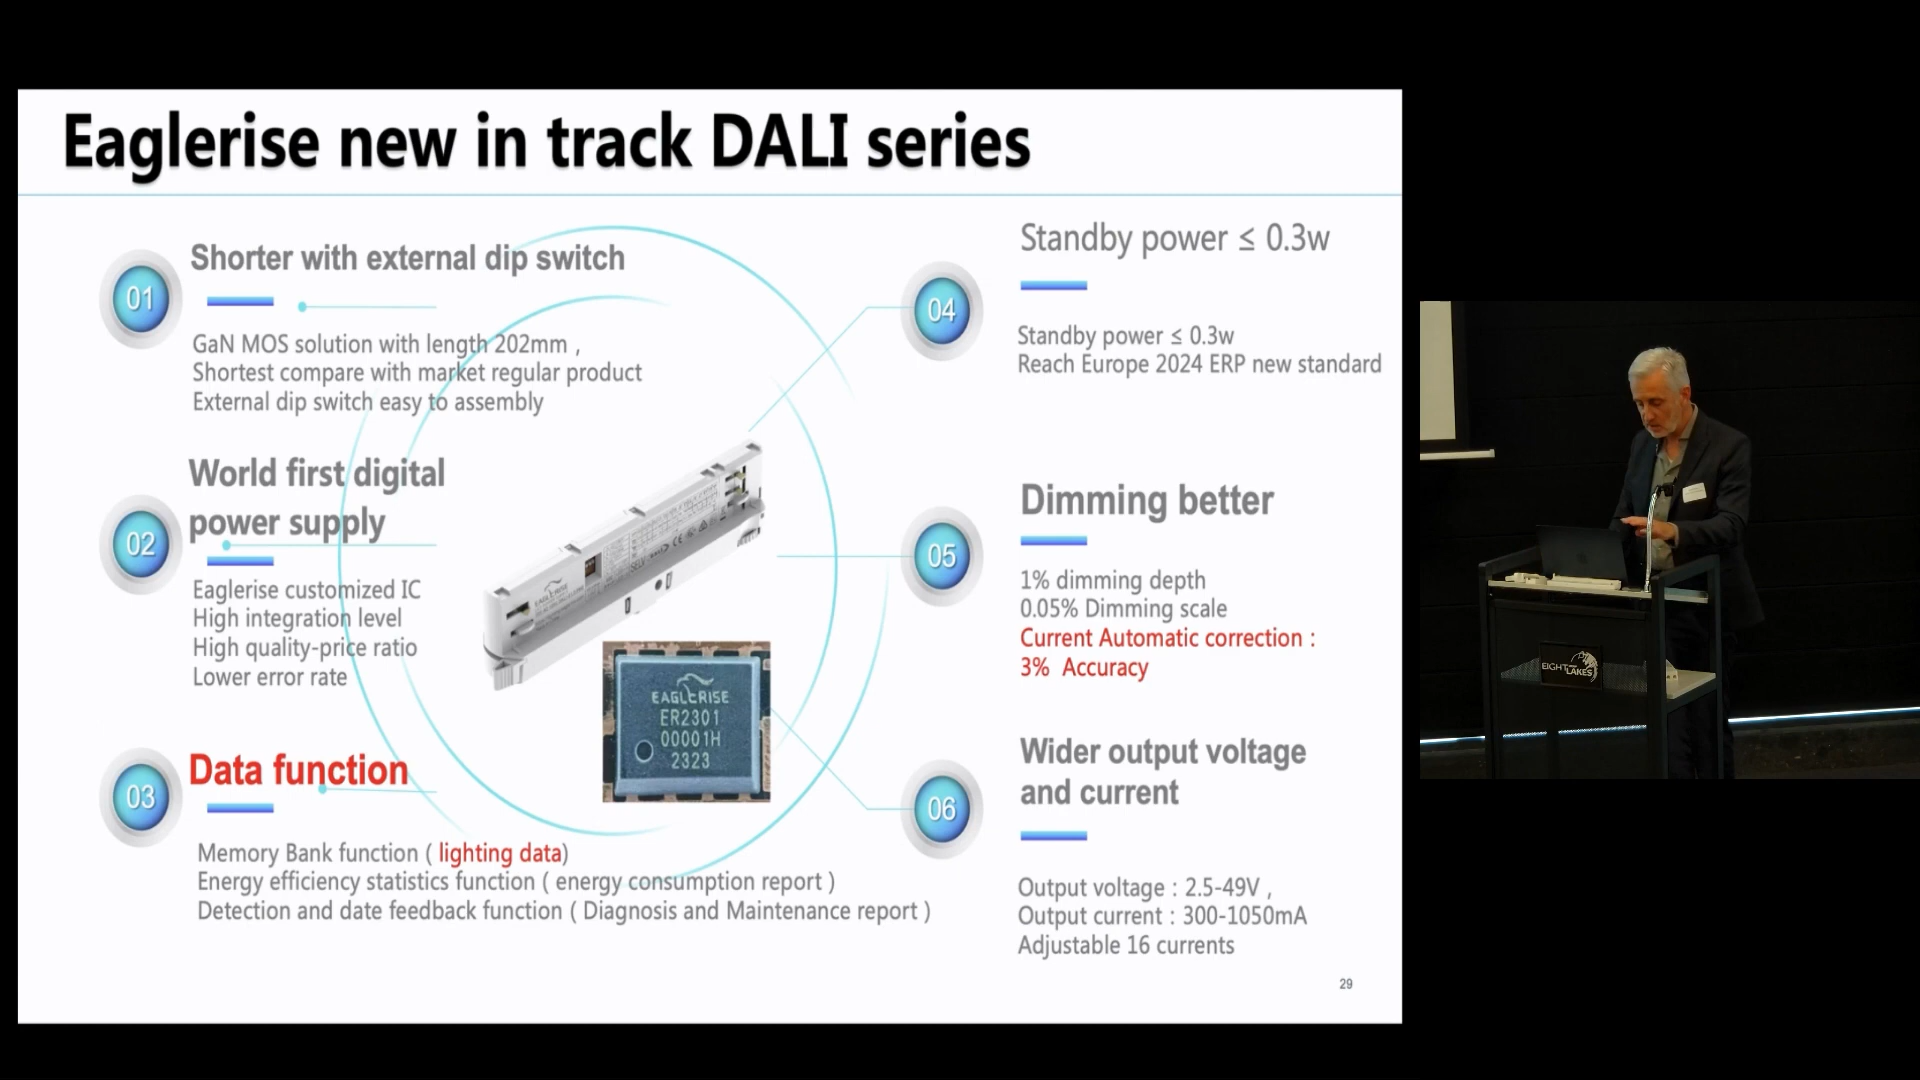 Eaglerise new in track DALI series
01
Shorter with external dip switch
GaN MOS solution with length 202mm ,
Shortest compare with market regular product
External dip switch easy to assembly
02
World first digital
power supply
Eaglerise customized IC
High integration level
High quality-price ratio
Lower error rate
03
Data function
Memory Bank function ( lighting data)
Energy efficiency statistics function ( energy consumption report )
Detection and date feedback function ( Diagnosis and Maintenance report )
EAGLERISE
SELV
EAGLERISE
ER2301
00001H
2323
04
Standby power ≤ 0.3w
Standby power ≤ 0.3w
Reach Europe 2024 ERP new standard
05
Dimming better
1% dimming depth
0.05% Dimming scale
Current Automatic correction :
3% Accuracy
06
Wider output voltage
and current
Output voltage : 2.5-49V ,
Output current : 300-1050mA
Adjustable 16 currents
29
EIGHT
LAKES